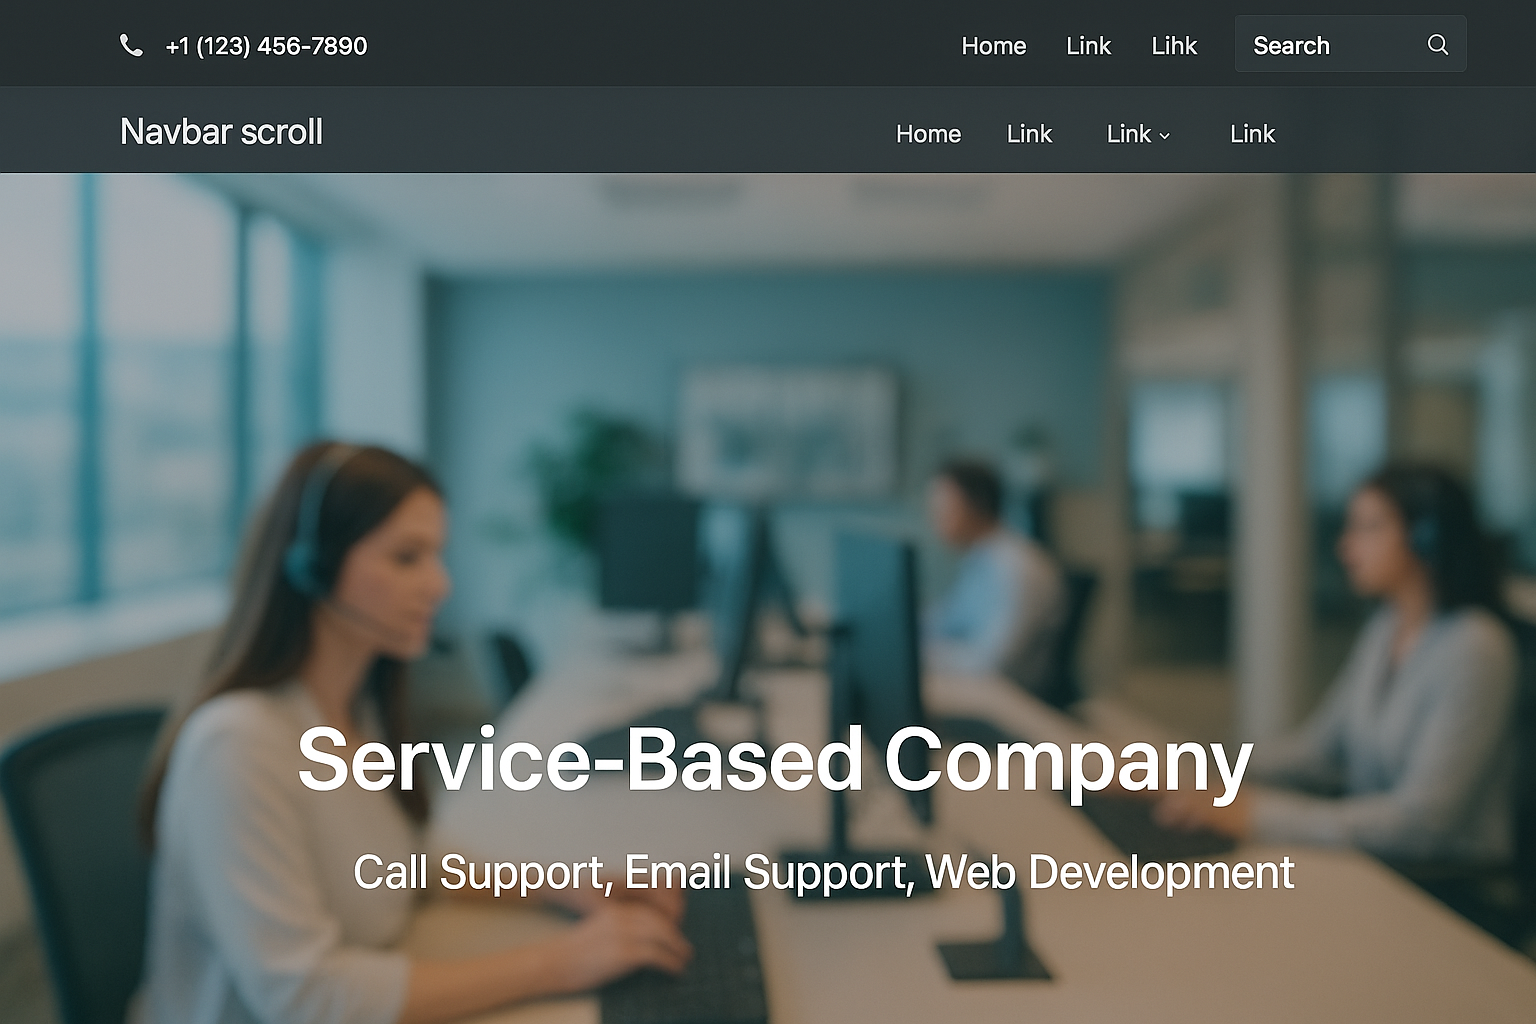 +1 (123) 456-7890 Home Link Lihk Search
Navbar scroll Home Link Link Link
Service-Based Company
Call Support, Email Support, Web Development